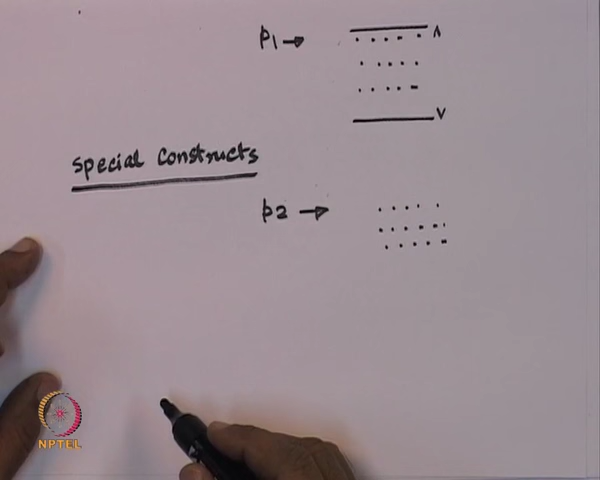 p1 →
Λ
V
Special Constructs
p2 →
NPTEL